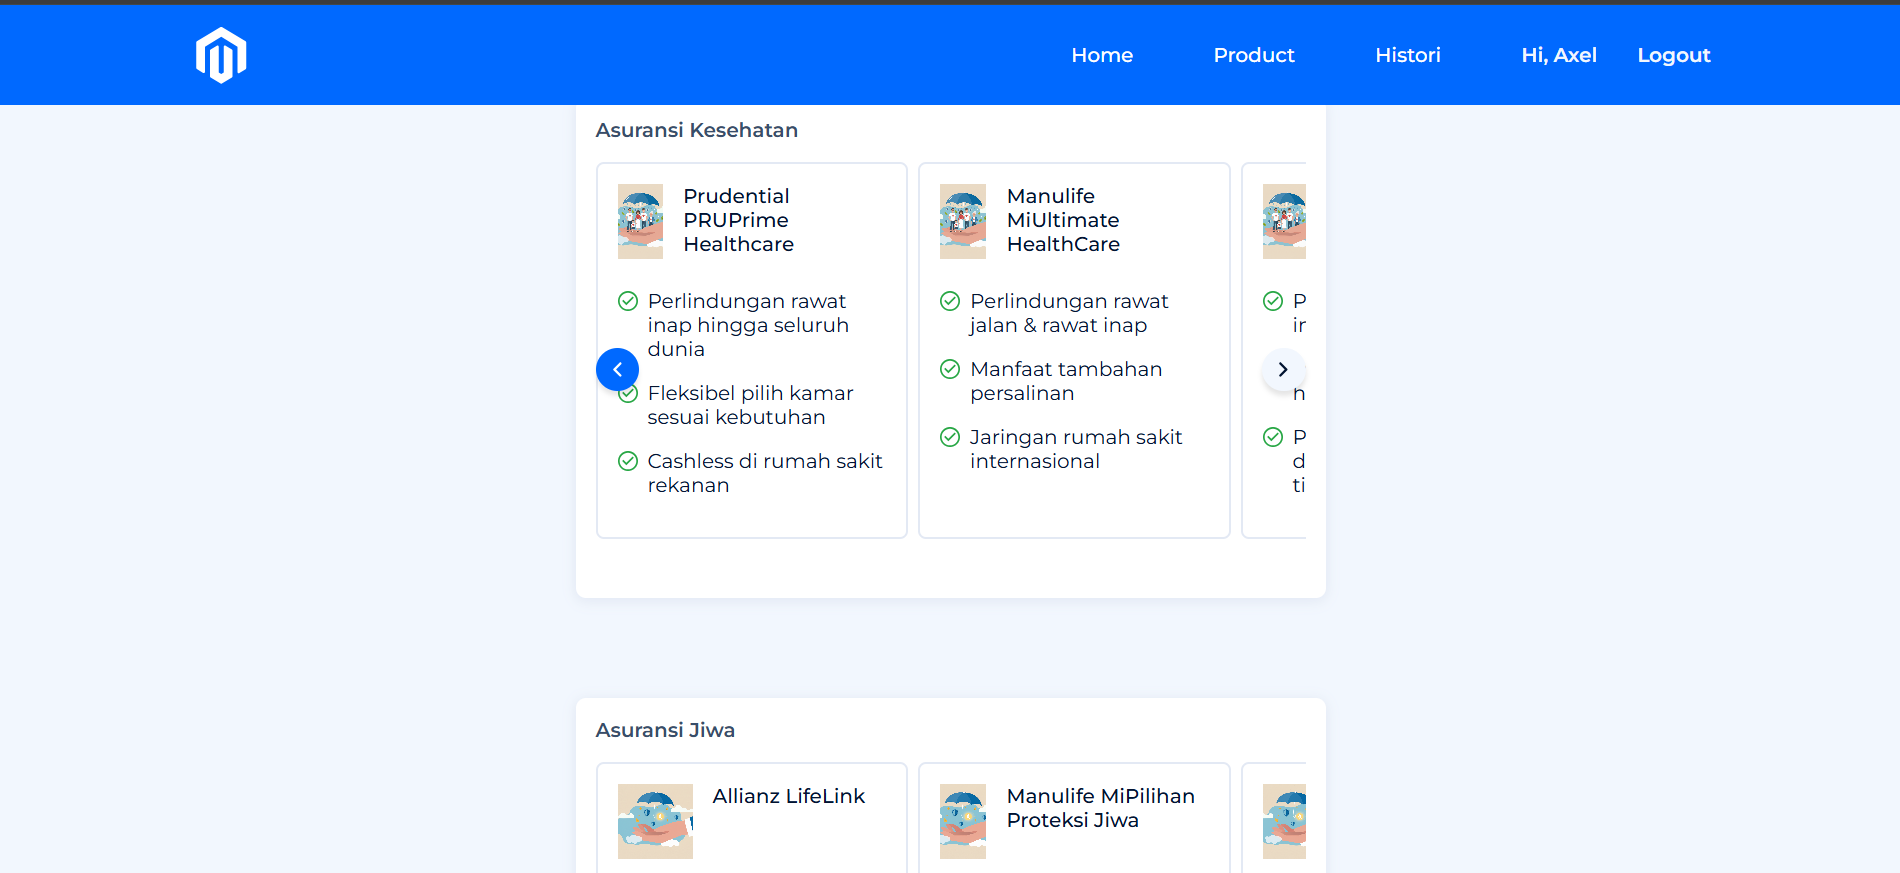 Home Product Histori Hi, Axel Logout
Asuransi Kesehatan
Prudential
PRUPrime
Healthcare
Perlindungan rawat
inap hingga seluruh
dunia
Fleksibel pilih kamar
sesuai kebutuhan
Cashless di rumah sakit
rekanan
Manulife
MiUltimate
HealthCare
Perlindungan rawat
jalan & rawat inap
Manfaat tambahan
persalinan
Jaringan rumah sakit
internasional
Asuransi Jiwa
Allianz LifeLink
Manulife MiPilihan
Proteksi Jiwa